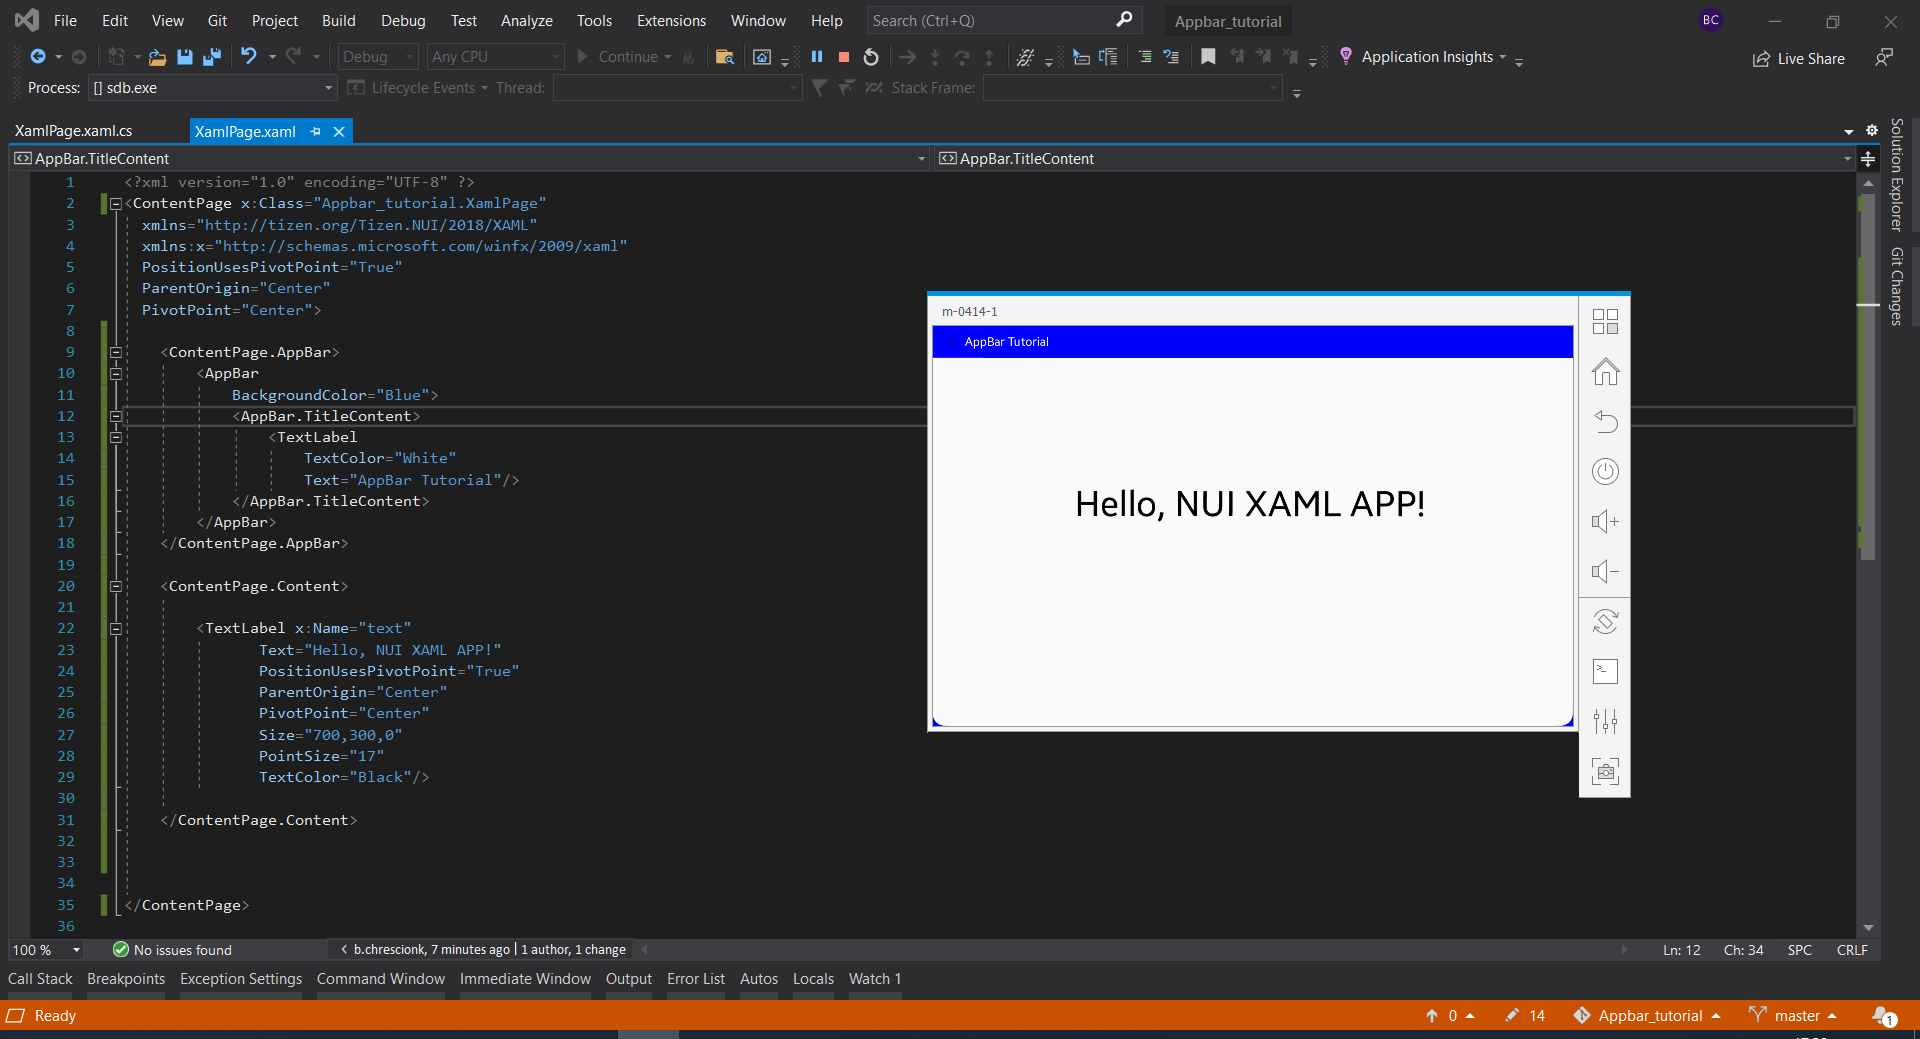 File Edit View Git Project Build Debug Test Analyze Tools Extensions Window Help Search (Ctrl+Q) Appbar_tutorial BC
Debug Any CPU Continue Application Insights Live Share
Process: [] sdb.exe Lifecycle Events Thread: Stack Frame:
XamlPage.xaml.cs XamlPage.xaml
AppBar.TitleContent AppBar.TitleContent
Solution Explorer
Git Changes
1 <?xml version="1.0" encoding="UTF-8" ?>
2 <ContentPage x:Class="Appbar_tutorial.XamlPage"
3 xmlns="http://tizen.org/Tizen.NUI/2018/XAML"
4 xmlns:x="http://schemas.microsoft.com/winfx/2009/xaml"
5 PositionUsesPivotPoint="True"
6 ParentOrigin="Center"
7 PivotPoint="Center">
8
9 <ContentPage.AppBar>
10 <AppBar
11 BackgroundColor="Blue">
12 <AppBar.TitleContent>
13 <TextLabel
14 TextColor="White"
15 Text="AppBar Tutorial"/>
16 </AppBar.TitleContent>
17 </AppBar>
18 </ContentPage.AppBar>
19
20 <ContentPage.Content>
21
22 <TextLabel x:Name="text"
23 Text="Hello, NUI XAML APP!"
24 PositionUsesPivotPoint="True"
25 ParentOrigin="Center"
26 PivotPoint="Center"
27 Size="700,300,0"
28 PointSize="17"
29 TextColor="Black"/>
30
31 </ContentPage.Content>
32
33
34
35 </ContentPage>
36
m-0414-1
AppBar Tutorial
Hello, NUI XAML APP!
100 % No issues found b.chrescionk, 7 minutes ago | 1 author, 1 change Ln: 12 Ch: 34 SPC CRLF
Call Stack Breakpoints Exception Settings Command Window Immediate Window Output Error List Autos Locals Watch 1
Ready 0 14 Appbar_tutorial master 1